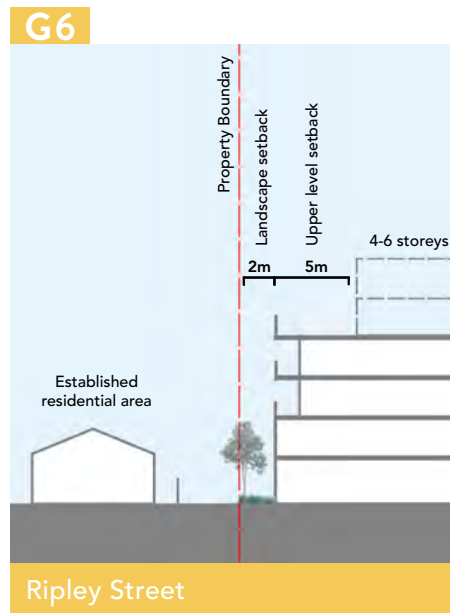 G6
Property Boundary
Landscape setback
Upper level setback
4-6 storeys
2m
5m
Established
residential area
Ripley Street